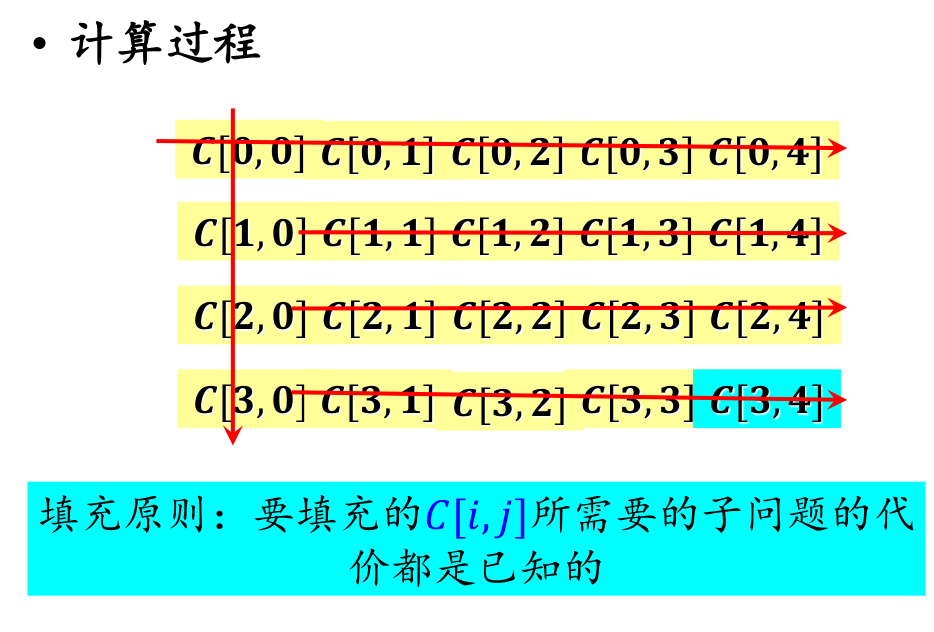 • 计算过程
C[0,0] C[0,1] C[0,2] C[0,3] C[0,4]
C[1,0] C[1,1] C[1,2] C[1,3] C[1,4]
C[2,0] C[2,1] C[2,2] C[2,3] C[2,4]
C[3,0] C[3,1] C[3,2] C[3,3] C[3,4]
填充原则：要填充的C[i,j]所需要的子问题的代
价都是已知的